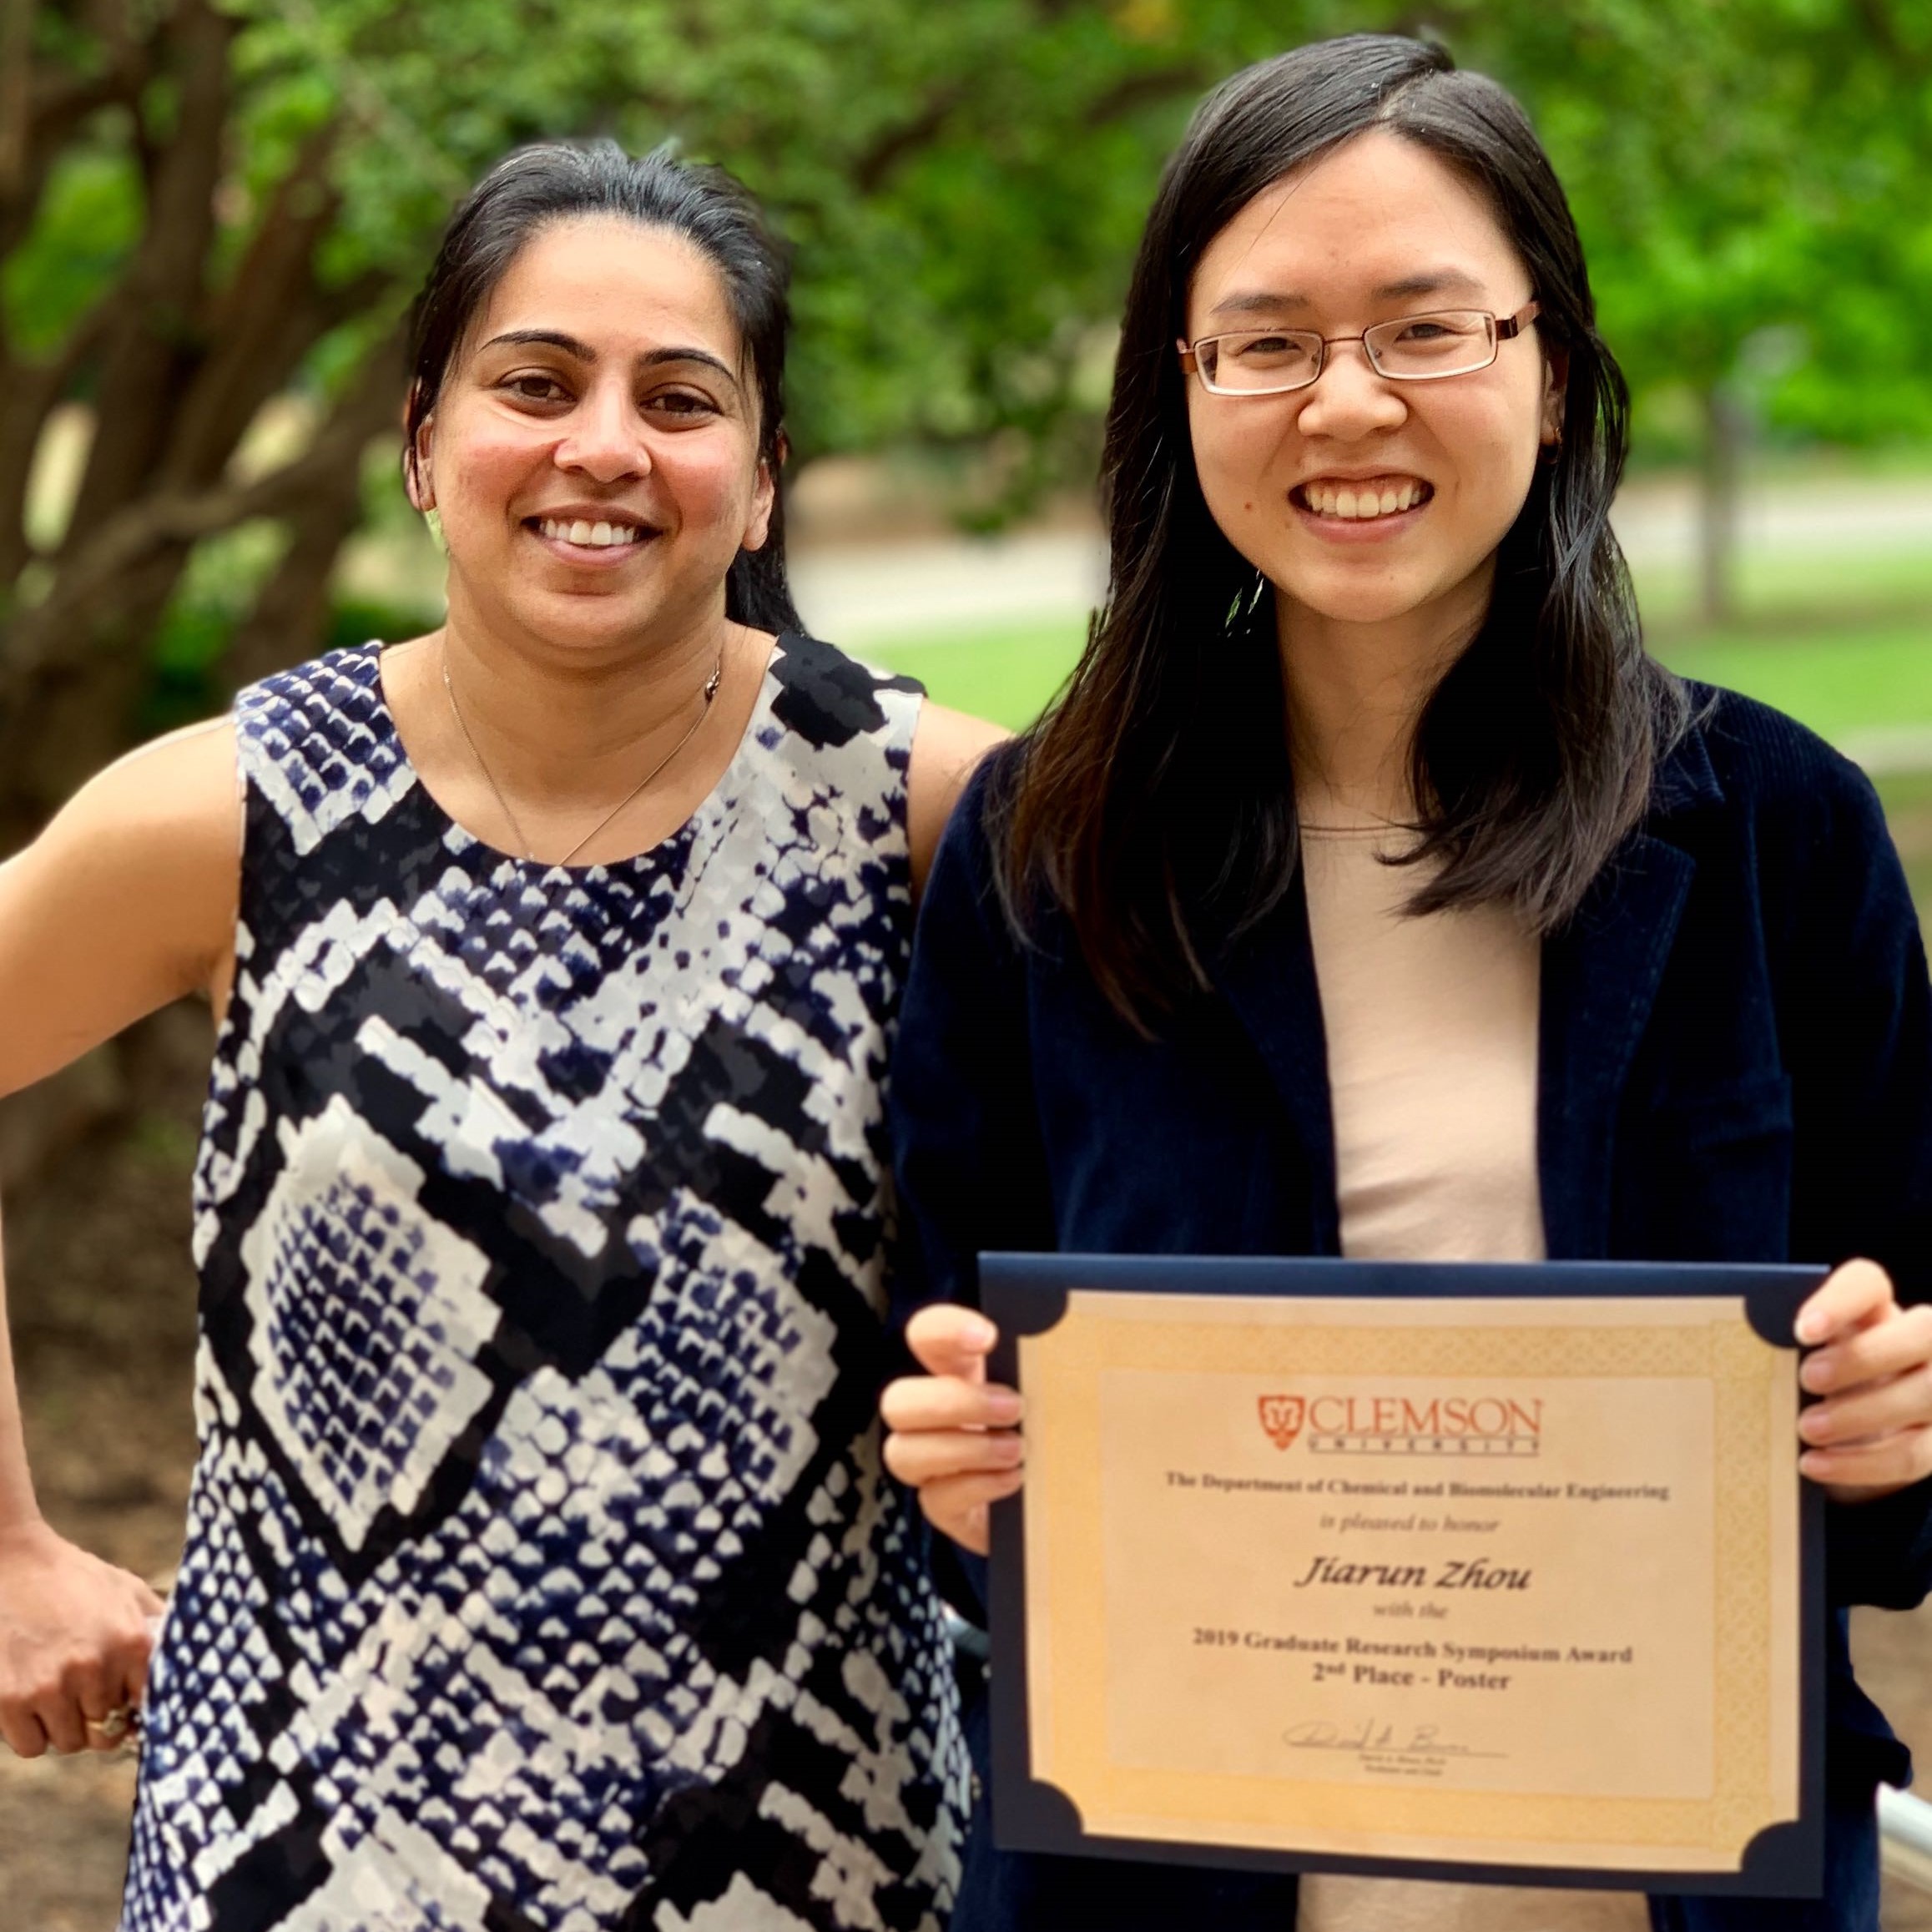 CLEMSON
UNIVERSITY
The Department of Chemical and Biomolecular Engineering
is pleased to honor
Jiarun Zhou
with the
2019 Graduate Research Symposium Award
2nd Place - Poster